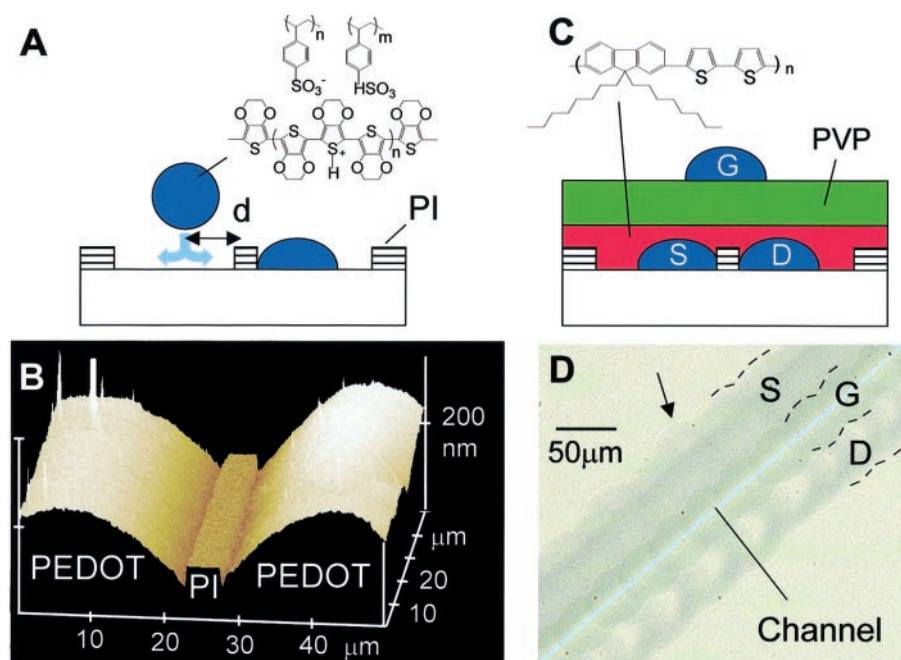 A
n
m
SO3-
HSO3
O O
O O
O O
S
S
S
S+
S
H
O O
O O
n
d
PI
B
200
nm
PEDOT
PI
PEDOT
μm
20
10
10
20
30
40
μm
C
S
S
n
PVP
G
S
D
D
50μm
S
G
D
Channel